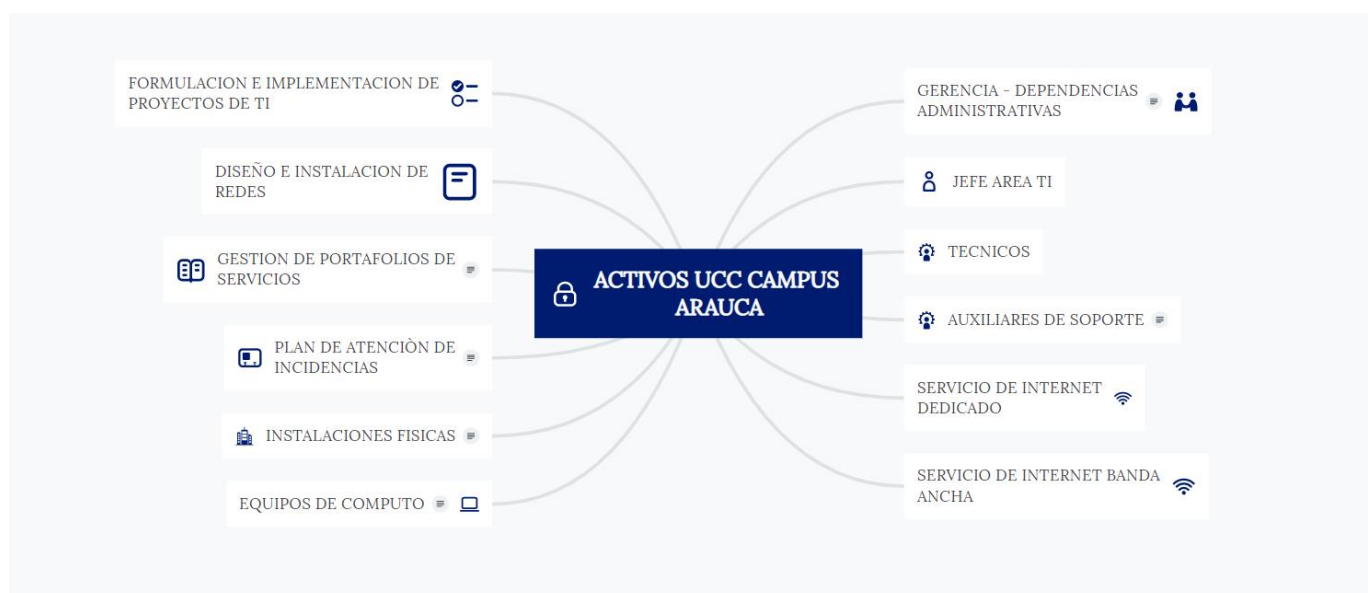 FORMULACION E IMPLEMENTACION DE
PROYECTOS DE TI
DISEÑO E INSTALACION DE
REDES
GESTION DE PORTAFOLIOS DE
SERVICIOS
PLAN DE ATENCIÒN DE
INCIDENCIAS
INSTALACIONES FISICAS
EQUIPOS DE COMPUTO
ACTIVOS UCC CAMPUS
ARAUCA
GERENCIA - DEPENDENCIAS
ADMINISTRATIVAS
JEFE AREA TI
TECNICOS
AUXILIARES DE SOPORTE
SERVICIO DE INTERNET
DEDICADO
SERVICIO DE INTERNET BANDA
ANCHA